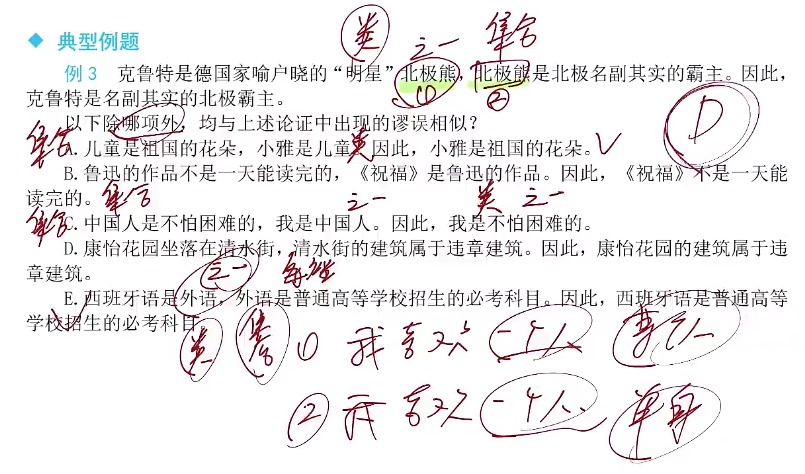 ◆ 典型例题
类 之一 集合
例 3 克鲁特是德国家喻户晓的“明星”北极熊,北极熊是北极名副其实的霸主。因此,
克鲁特是名副其实的北极霸主。
① ②
以下除哪项外,均与上述论证中出现的谬误相似?
D
集合
A.儿童是祖国的花朵,小雅是儿童。因此,小雅是祖国的花朵。
类
B.鲁迅的作品不是一天能读完的,《祝福》是鲁迅的作品。因此,《祝福》不是一天能
读完的。
集合 之一 类 之一
集合
C.中国人是不怕困难的,我是中国人。因此,我是不怕困难的。
D.康怡花园坐落在清水街,清水街的建筑属于违章建筑。因此,康怡花园的建筑属于违
章建筑。
之一
E.西班牙语是外语,外语是普通高等学校招生的必考科目。因此,西班牙语是普通高等
学校招生的必考科目。
类 集合 ① 我喜欢 一个人
② 我喜欢 一个人 单身